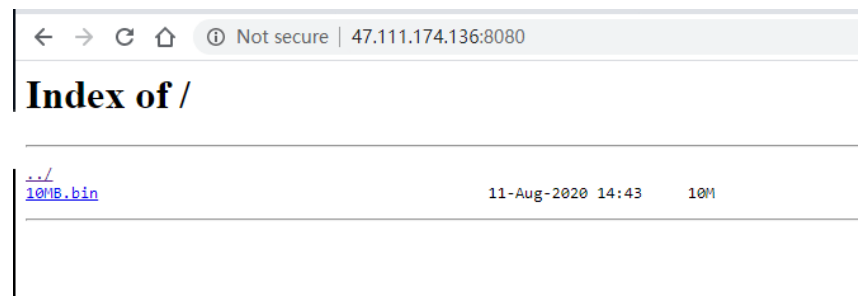 Not secure | 47.111.174.136:8080
Index of /
../
10MB.bin 11-Aug-2020 14:43 10M